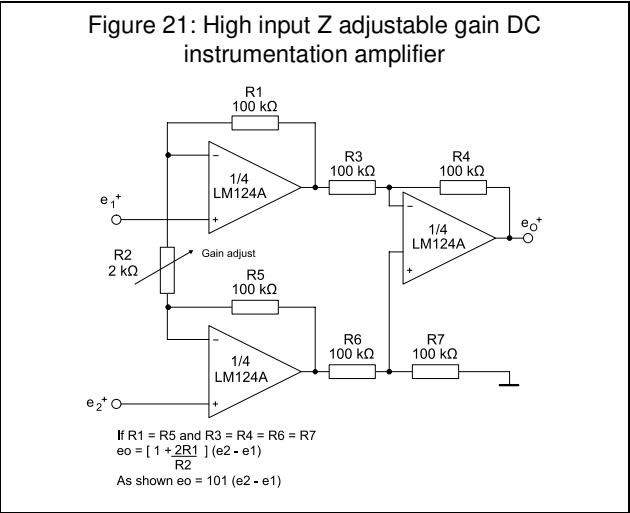 Figure 21: High input Z adjustable gain DC
instrumentation amplifier
R1
100 kΩ
R3
100 kΩ
R4
100 kΩ
–
1/4
LM124A
+
e1+
–
1/4
LM124A
+
eO+
R2
2 kΩ
Gain adjust
R5
100 kΩ
R6
100 kΩ
R7
100 kΩ
–
1/4
LM124A
+
e2+
If R1 = R5 and R3 = R4 = R6 = R7
eo = [ 1 + 2R1 ] (e2 - e1)
R2
As shown eo = 101 (e2 - e1)